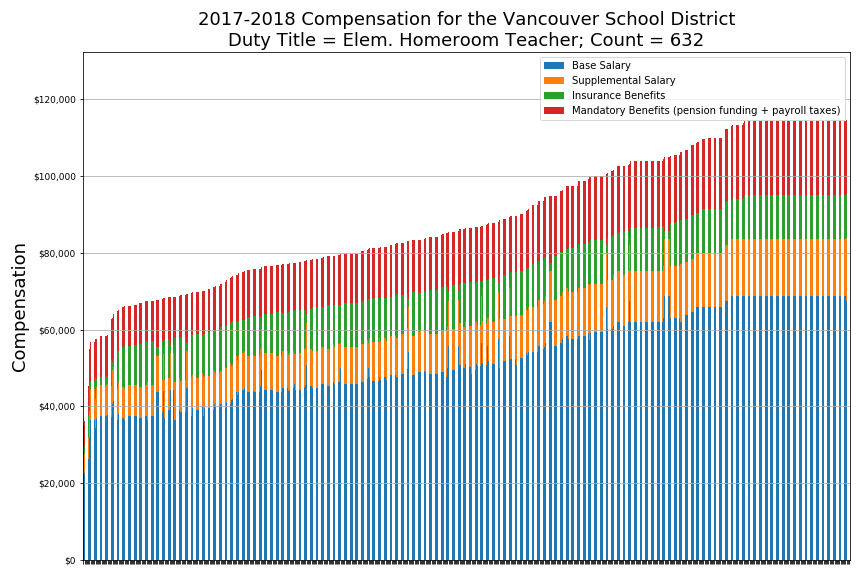 2017-2018 Compensation for the Vancouver School District
Duty Title = Elem. Homeroom Teacher; Count = 632
Base Salary
Supplemental Salary
Insurance Benefits
Mandatory Benefits (pension funding + payroll taxes)
Compensation
$120,000
$100,000
$80,000
$60,000
$40,000
$20,000
$0